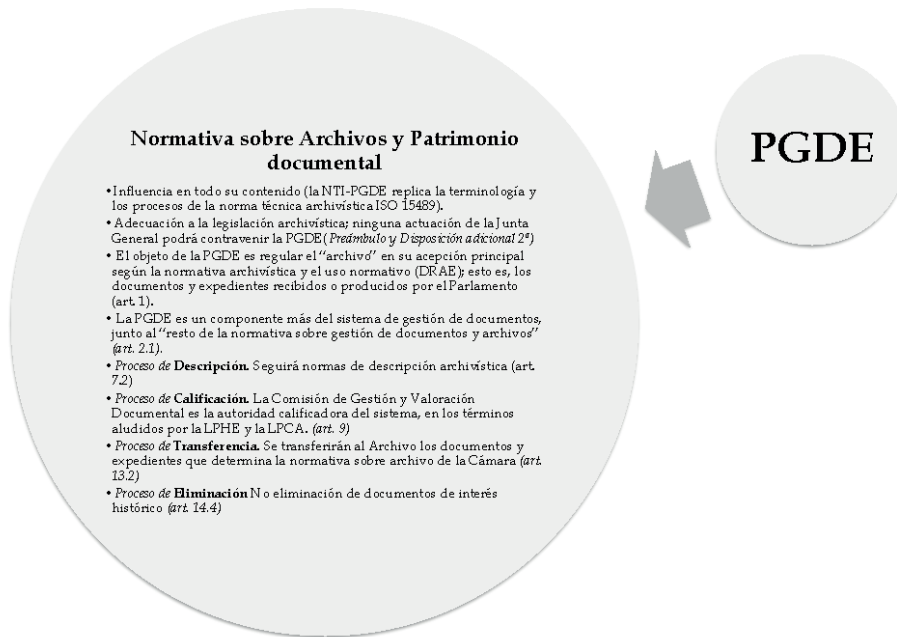 Normativa sobre Archivos y Patrimonio
documental
• Influencia en todo su contenido (la NTI-PGDE replica la terminología y
los procesos de la norma técnica archivística ISO 15489).
• Adecuación a la legislación archivística; ninguna actuación de la Junta
General podrá contravenir la PGDE(Preámbulo y Disposición adicional 2ª)
• El objeto de la PGDE es regular el "archivo" en su acepción principal
según la normativa archivística y el uso normativo (DRAE); esto es, los
documentos y expedientes recibidos o producidos por el Parlamento
(art. 1).
• La PGDE es un componente más del sistema de gestión de documentos,
junto al "resto de la normativa sobre gestión de documentos y archivos"
(art. 2.1).
• Proceso de Descripción. Seguirá normas de descripción archivística (art.
7.2)
• Proceso de Calificación. La Comisión de Gestión y Valoración
Documental es la autoridad calificadora del sistema, en los términos
aludidos por la LPHE y la LPCA. (art. 9)
• Proceso de Transferencia. Se transferirán al Archivo los documentos y
expedientes que determina la normativa sobre archivo de la Cámara (art.
13.2)
• Proceso de Eliminación No eliminación de documentos de interés
histórico (art. 14.4)
PGDE